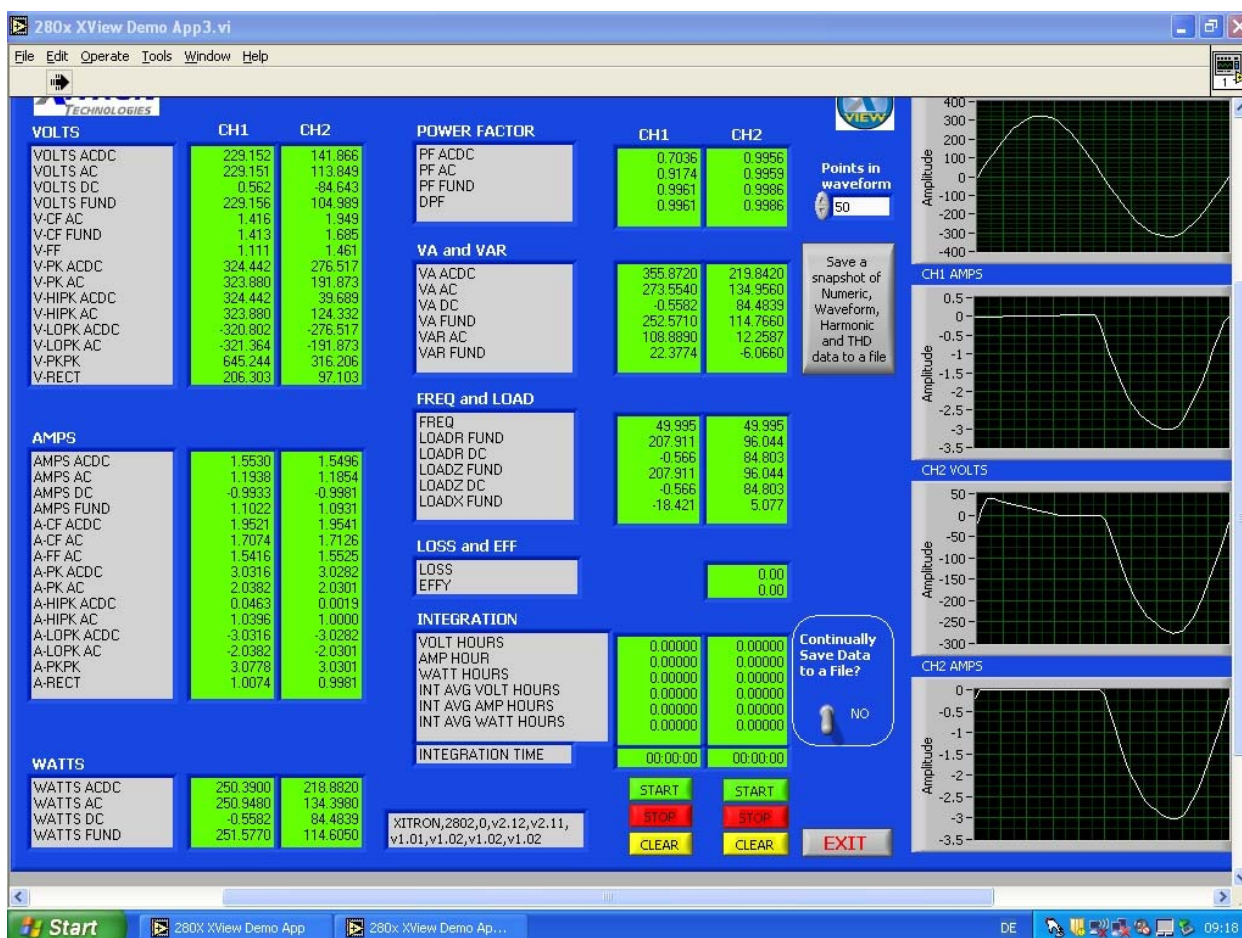 280x XView Demo App3.vi
File Edit Operate Tools Window Help
1
TECHNOLOGIES
VIEW
VOLTS CH1 CH2
VOLTS ACDC 229.152 141.866
VOLTS AC 229.151 113.849
VOLTS DC 0.562 -84.643
VOLTS FUND 229.156 104.989
V-CF AC 1.416 1.949
V-CF FUND 1.413 1.685
V-FF 1.111 1.461
V-PK ACDC 324.442 276.517
V-PK AC 323.880 191.873
V-HIPK ACDC 324.442 39.689
V-HIPK AC 323.880 124.332
V-LOPK ACDC -320.802 -276.517
V-LOPK AC -321.364 -191.873
V-PKPK 645.244 316.206
V-RECT 206.303 97.103
AMPS
AMPS ACDC 1.5530 1.5496
AMPS AC 1.1938 1.1854
AMPS DC -0.9933 -0.9981
AMPS FUND 1.1022 1.0931
A-CF ACDC 1.9521 1.9541
A-CF AC 1.7074 1.7126
A-FF AC 1.5416 1.5525
A-PK ACDC 3.0316 3.0282
A-PK AC 2.0382 2.0301
A-HIPK ACDC 0.0463 0.0019
A-HIPK AC 1.0396 1.0000
A-LOPK ACDC -3.0316 -3.0282
A-LOPK AC -2.0382 -2.0301
A-PKPK 3.0778 3.0301
A-RECT 1.0074 0.9981
WATTS
WATTS ACDC 250.3900 218.8820
WATTS AC 250.9480 134.3980
WATTS DC -0.5582 84.4839
WATTS FUND 251.5770 114.6050
POWER FACTOR CH1 CH2
PF ACDC 0.7036 0.9956
PF AC 0.9174 0.9959
PF FUND 0.9961 0.9986
DPF 0.9961 0.9986
VA and VAR
VA ACDC 355.8720 219.8420
VA AC 273.5540 134.9560
VA DC -0.5582 84.4839
VA FUND 252.5710 114.7660
VAR AC 108.8890 12.2587
VAR FUND 22.3774 -6.0660
FREQ and LOAD
FREQ 49.995 49.995
LOADR FUND 207.911 96.044
LOADR DC -0.566 84.803
LOADZ FUND 207.911 96.044
LOADZ DC -0.566 84.803
LOADX FUND -18.421 5.077
LOSS and EFF
LOSS 0.00
EFFY 0.00
INTEGRATION
VOLT HOURS 0.00000 0.00000
AMP HOUR 0.00000 0.00000
WATT HOURS 0.00000 0.00000
INT AVG VOLT HOURS 0.00000 0.00000
INT AVG AMP HOURS 0.00000 0.00000
INT AVG WATT HOURS 0.00000 0.00000
INTEGRATION TIME 00:00:00 00:00:00
START START
STOP STOP
CLEAR CLEAR
XITRON,2802,0,v2.12,v2.11,
v1.01,v1.02,v1.02,v1.02
Points in
waveform
50
Save a
snapshot of
Numeric,
Waveform,
Harmonic
and THD
data to a file
Continually
Save Data
to a File?
NO
EXIT
Amplitude
400
300
200
100
0
-100
-200
-300
-400
CH1 AMPS
Amplitude
0.5
0
-0.5
-1
-1.5
-2
-2.5
-3
-3.5
CH2 VOLTS
Amplitude
50
0
-50
-100
-150
-200
-250
-300
CH2 AMPS
Amplitude
0
-0.5
-1
-1.5
-2
-2.5
-3
-3.5
Start 280X XView Demo App 280x XView Demo Ap... DE 09:18